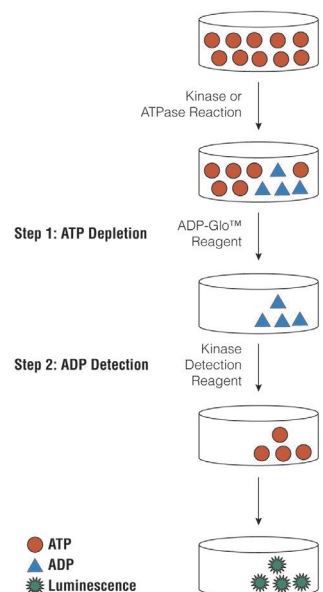 Kinase or
ATPase Reaction
Step 1: ATP Depletion
ADP-Glo™
Reagent
Step 2: ADP Detection
Kinase
Detection
Reagent
ATP
ADP
Luminescence